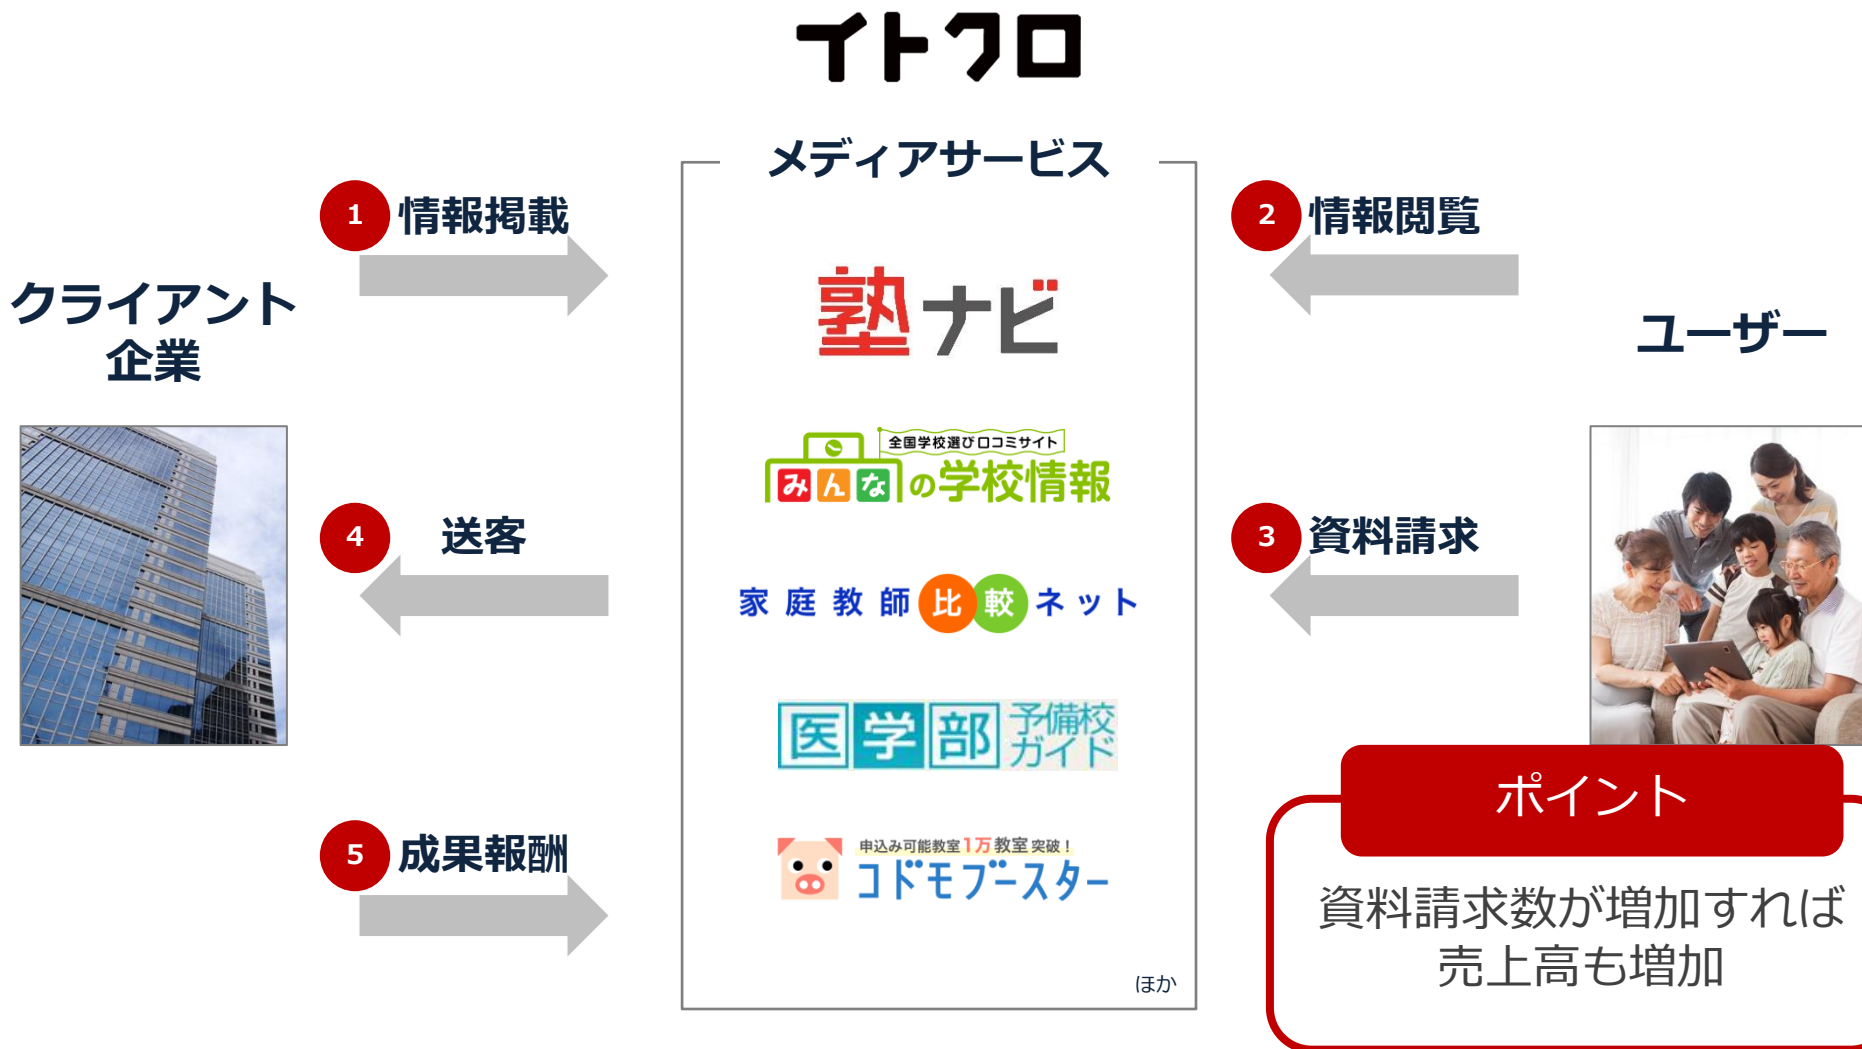 イトクロ
メディアサービス
1 情報掲載
2 情報閲覧
クライアント
企業
ユーザー
塾ナビ
全国学校選び口コミサイト
みんなの学校情報
4 送客
3 資料請求
家庭教師比較ネット
医学部予備校
ガイド
ポイント
5 成果報酬
申込み可能教室1万教室突破！
コドモブースター
資料請求数が増加すれば
売上高も増加
ほか